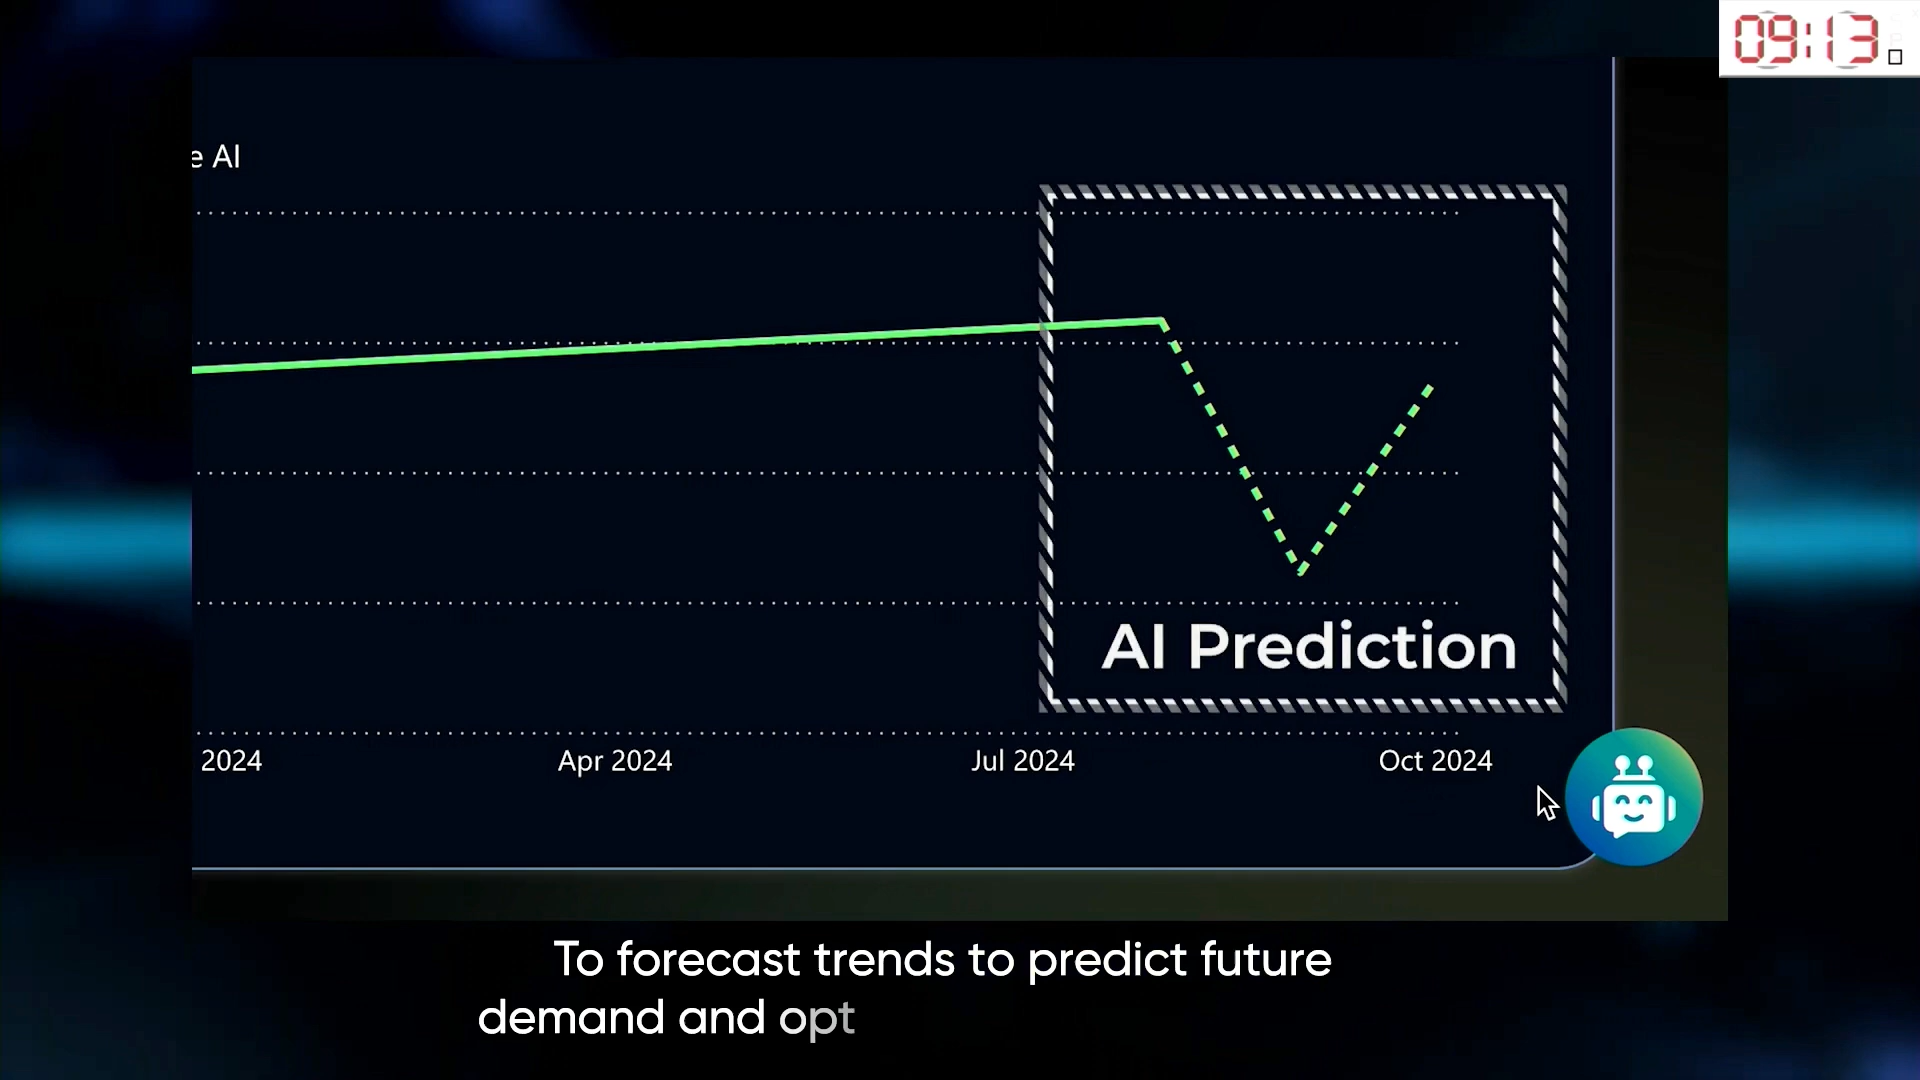 09:13
e AI
AI Prediction
2024
Apr 2024
Jul 2024
Oct 2024
To forecast trends to predict future
demand and opt